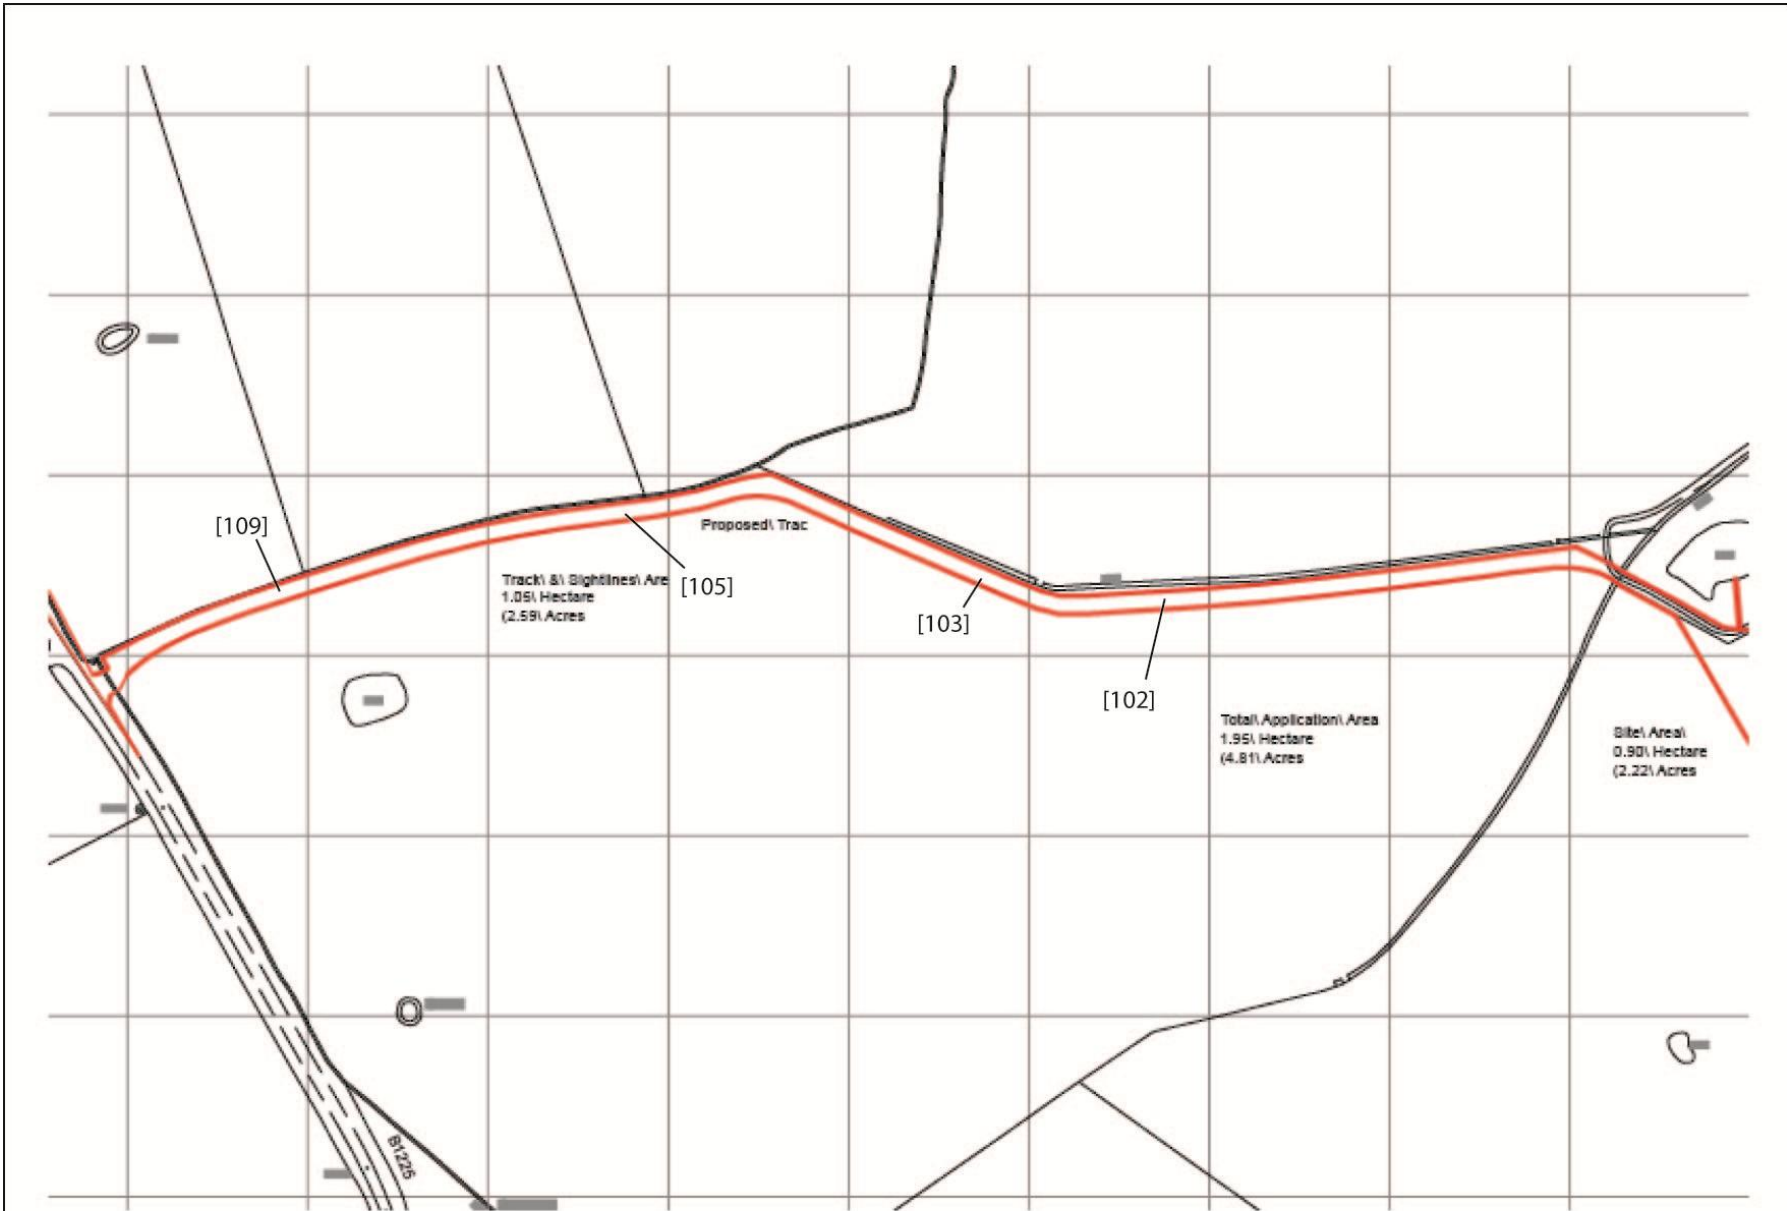 [109]
Proposed\ Trac
Track\ &\ Sightlines\ Are
1.05\ Hectare
(2.59\ Acres
[105]
[103]
[102]
Total\ Application\ Area
1.95\ Hectare
(4.81\ Acres
Site\ Area\
0.90\ Hectare
(2.22\ Acres
B1225